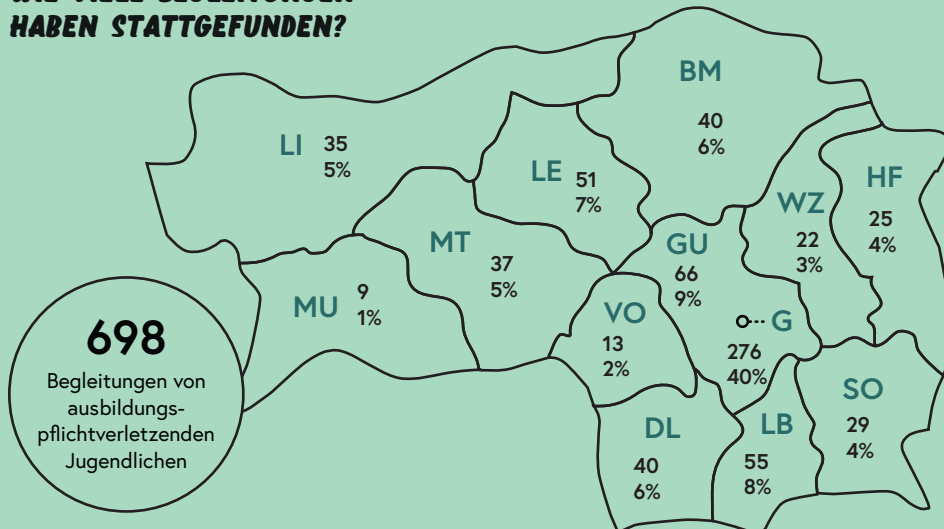 HABEN STATTGEFUNDEN?
BM
40
6%
LI 35
5%
LE 51
7%
HF
25
4%
WZ
22
3%
MT
37
5%
GU
66
9%
MU 9
1%
VO
13
2%
G
276
40%
SO
29
4%
DL
40
6%
LB
55
8%
698
Begleitungen von
ausbildungs-
pflichtverletzenden
Jugendlichen